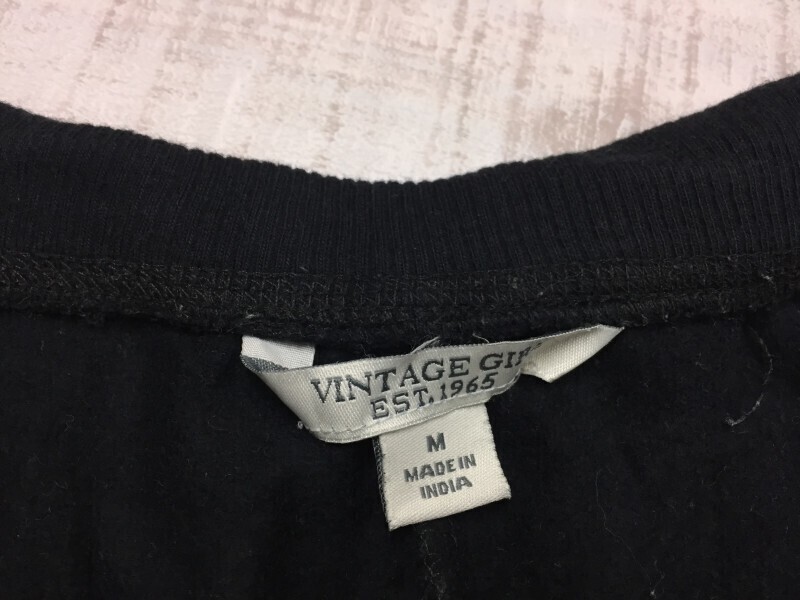 VINTAGE
EST. 1965
M
MADE IN
INDIA